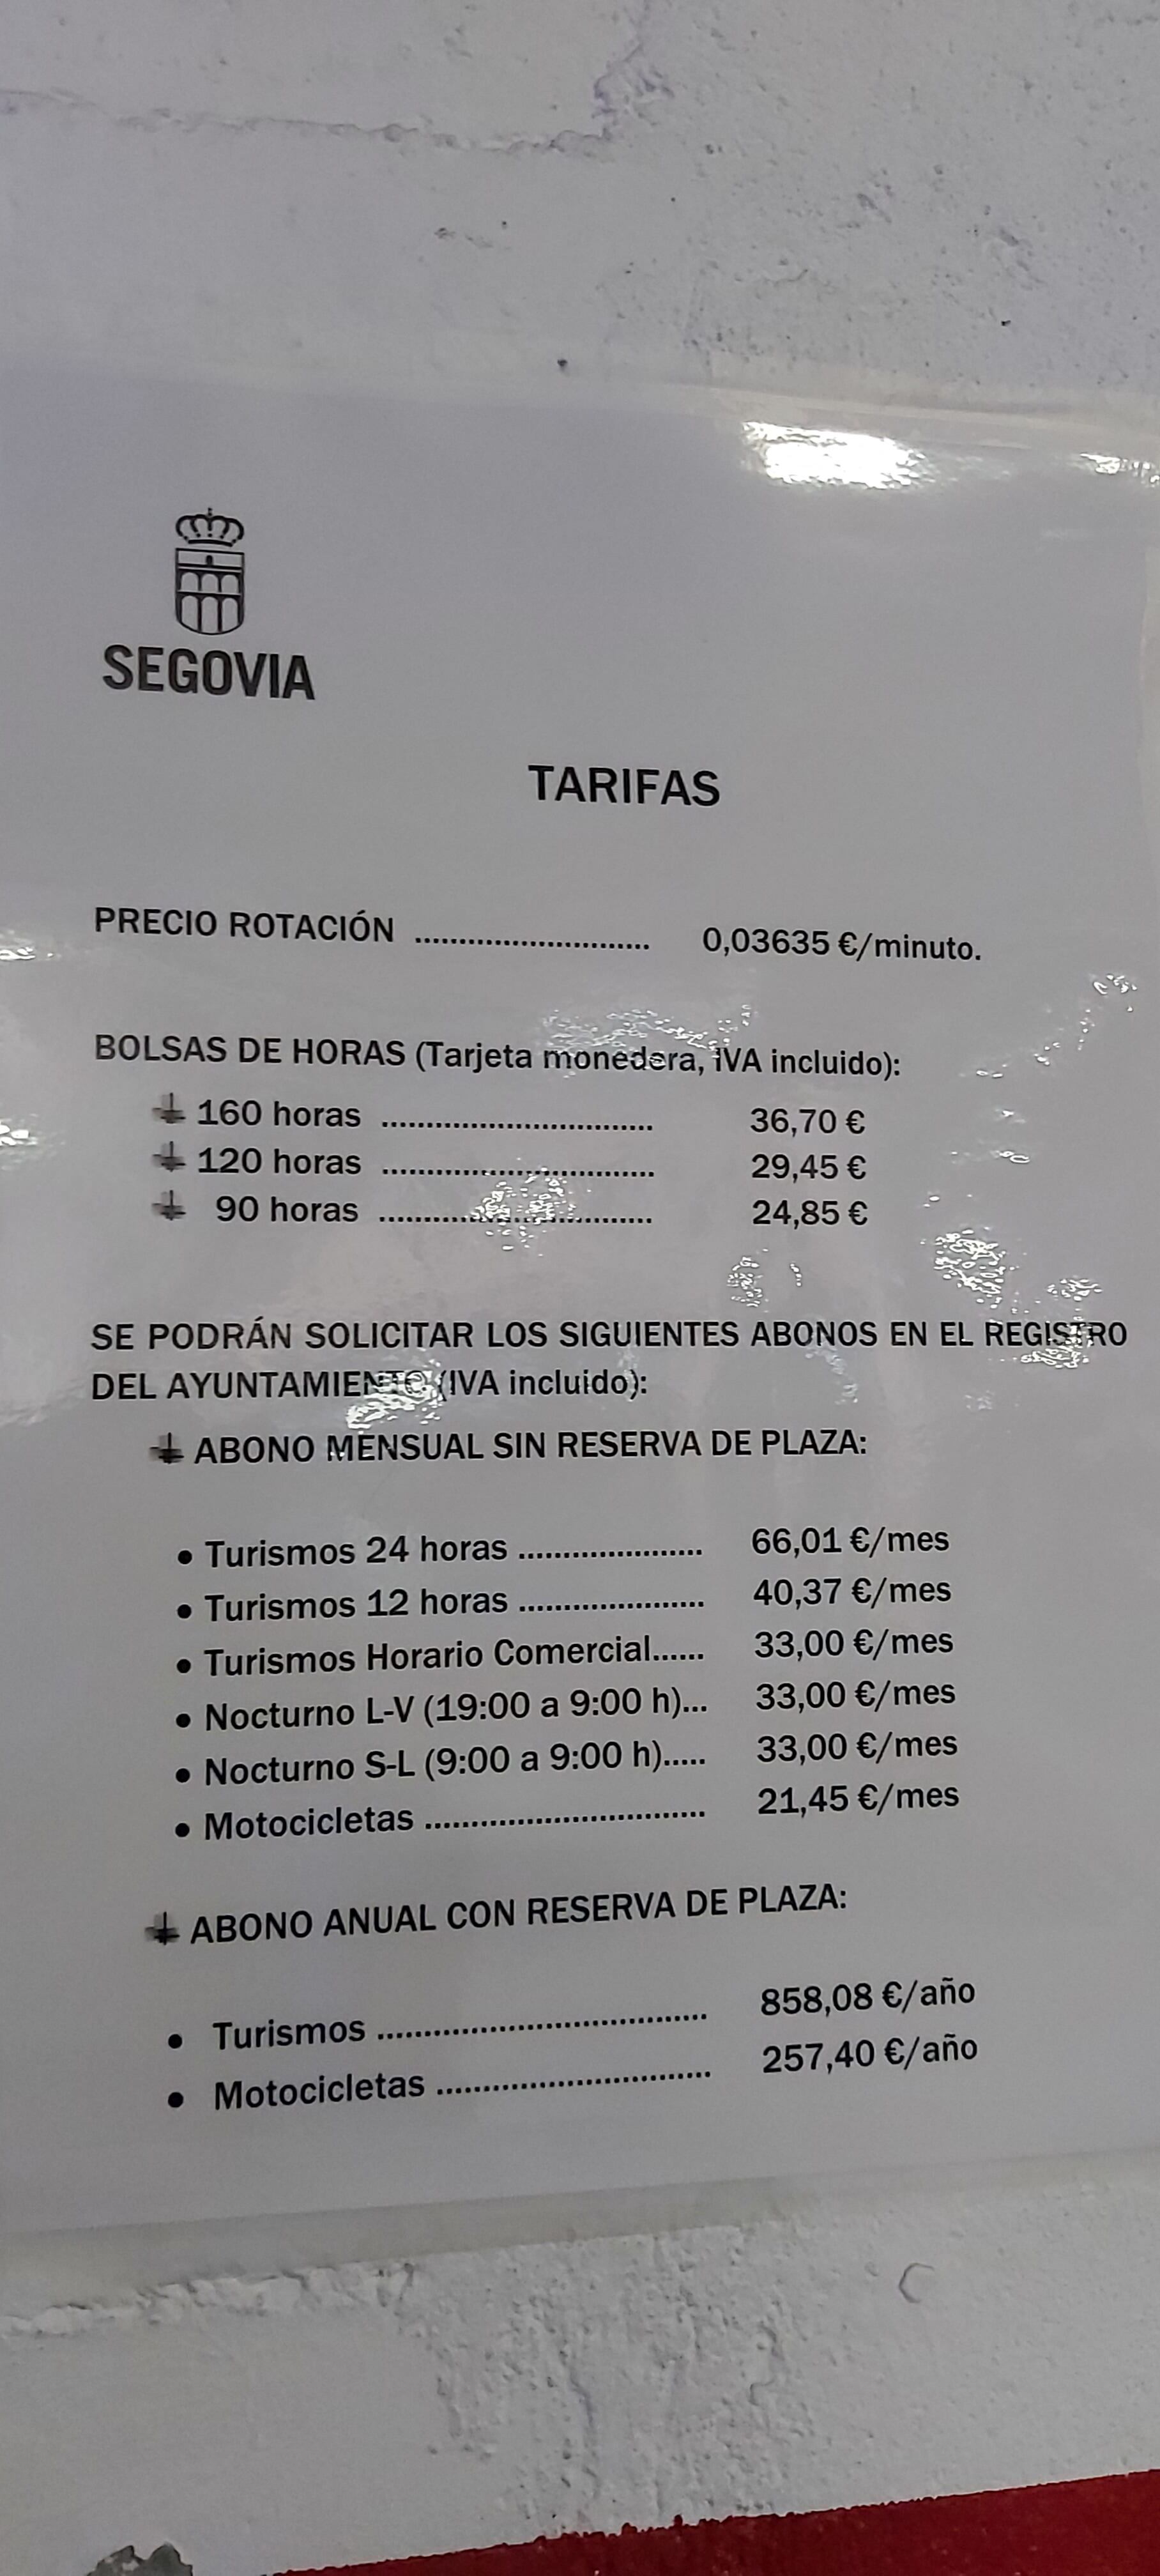 SEGOVIA
TARIFAS
PRECIO ROTACIÓN ........................... 0,03635 €/minuto.
BOLSAS DE HORAS (Tarjeta monedera, IVA incluido):
160 horas ............................... 36,70 €
120 horas ............................... 29,45 €
90 horas ............................... 24,85 €
SE PODRÁN SOLICITAR LOS SIGUIENTES ABONOS EN EL REGISTRO
DEL AYUNTAMIENTO (IVA incluido):
ABONO MENSUAL SIN RESERVA DE PLAZA:
• Turismos 24 horas ..................... 66,01 €/mes
• Turismos 12 horas ..................... 40,37 €/mes
• Turismos Horario Comercial...... 33,00 €/mes
• Nocturno L-V (19:00 a 9:00 h)... 33,00 €/mes
• Nocturno S-L (9:00 a 9:00 h)..... 33,00 €/mes
• Motocicletas ................................ 21,45 €/mes
ABONO ANUAL CON RESERVA DE PLAZA:
• Turismos ..................................... 858,08 €/año
• Motocicletas ............................... 257,40 €/año